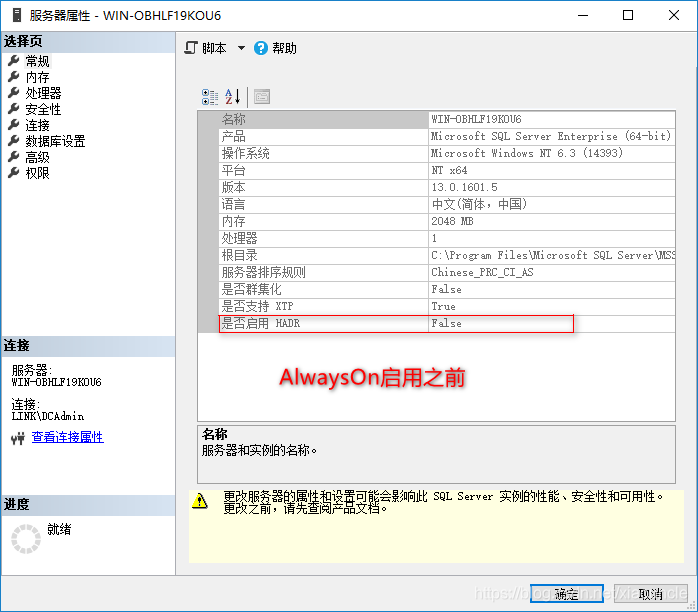 服务器属性 - WIN-OBHLF19KOU6
选择页
常规
内存
处理器
安全性
连接
数据库设置
高级
权限
脚本
帮助
名称 WIN-OBHLF19KOU6
产品 Microsoft SQL Server Enterprise (64-bit)
操作系统 Microsoft Windows NT 6.3 (14393)
平台 NT x64
版本 13.0.1601.5
语言 中文(简体，中国)
内存 2048 MB
处理器 1
根目录 C:\Program Files\Microsoft SQL Server\MSS
服务器排序规则 Chinese_PRC_CI_AS
是否群集化 False
是否支持 XTP True
是否启用 HADR False
AlwaysOn启用之前
名称
服务器和实例的名称。
连接
服务器:
WIN-OBHLF19KOU6
连接:
LINK\DCAdmin
查看连接属性
进度
就绪
更改服务器的属性和设置可能会影响此 SQL Server 实例的性能、安全性和可用性。
更改之前，请先查阅产品文档。
确定
取消